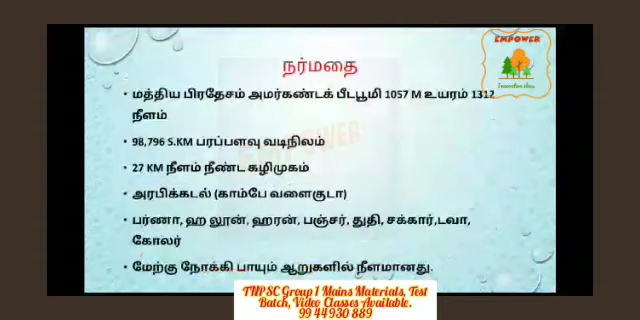 EMPOWER
Innovation class
நர்மதை
• மத்திய பிரதேசம் அமர்கண்டக் பீடபூமி 1057 M உயரம் 1312
நீளம்
• 98,796 S.KM பரப்பளவு வடிநிலம்
• 27 KM நீளம் நீண்ட கழிமுகம்
• அரபிக்கடல் (காம்பே வளைகுடா)
• பர்ணா, ஹ லூன், ஹரன், பஞ்சர், துதி, சக்கார்,டவா,
கோலர்
• மேற்கு நோக்கி பாயும் ஆறுகளில் நீளமானது.
TNPSC Group 1 Mains Materials, Test
Batch, Video Classes Available.
99 44 930 889